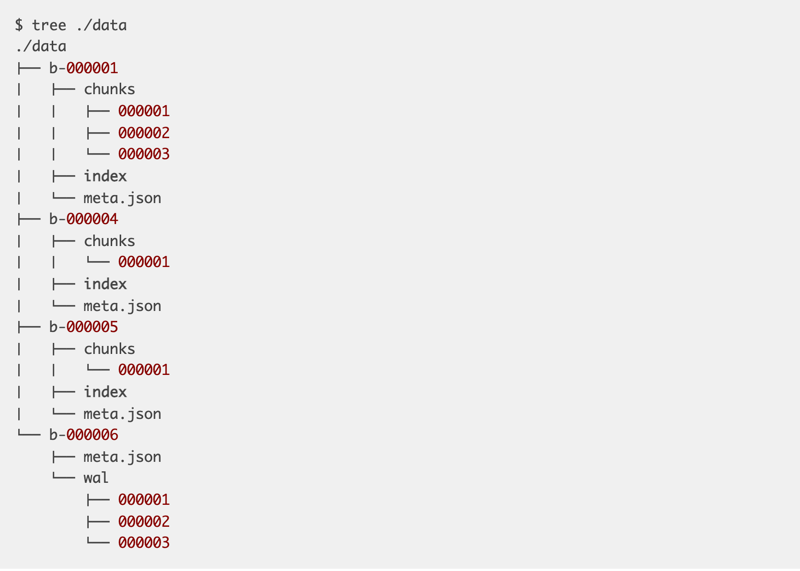 $ tree ./data
./data
├── b-000001
|   ├── chunks
|   |   ├── 000001
|   |   ├── 000002
|   |   └── 000003
|   ├── index
|   └── meta.json
├── b-000004
|   ├── chunks
|   |   └── 000001
|   ├── index
|   └── meta.json
├── b-000005
|   ├── chunks
|   |   └── 000001
|   ├── index
|   └── meta.json
└── b-000006
    ├── meta.json
    └── wal
        ├── 000001
        ├── 000002
        └── 000003